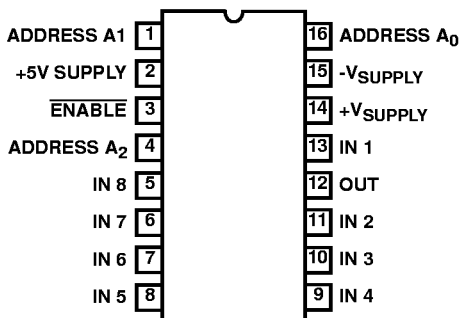 ADDRESS A1 1 16 ADDRESS A0
+5V SUPPLY 2 15 -VSUPPLY
ENABLE 3 14 +VSUPPLY
ADDRESS A2 4 13 IN 1
IN 8 5 12 OUT
IN 7 6 11 IN 2
IN 6 7 10 IN 3
IN 5 8 9 IN 4